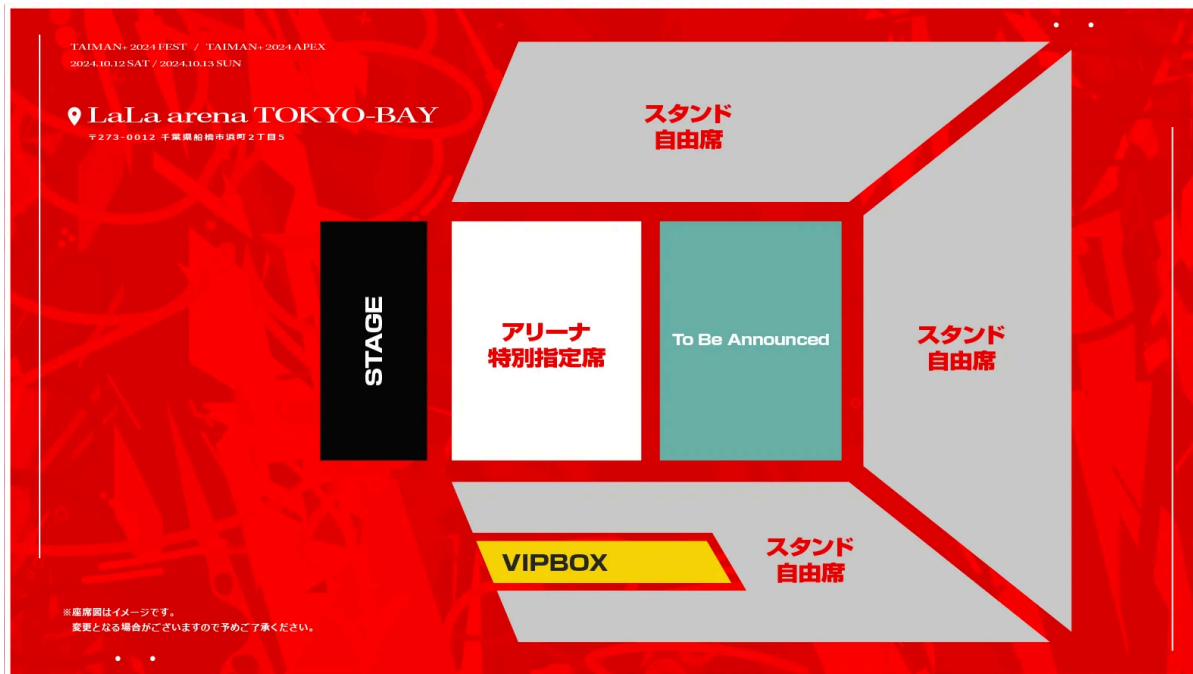 TAIMAN+ 2024 FEST / TAIMAN+ 2024 APEX
2024.10.12 SAT / 2024.10.13 SUN
LaLa arena TOKYO-BAY
〒273-0012 千葉県船橋市浜町2丁目5
スタンド
自由席
STAGE
アリーナ
特別指定席
To Be Announced
スタンド
自由席
VIPBOX
スタンド
自由席
※座席図はイメージです。
変更となる場合がございますので予めご了承ください。